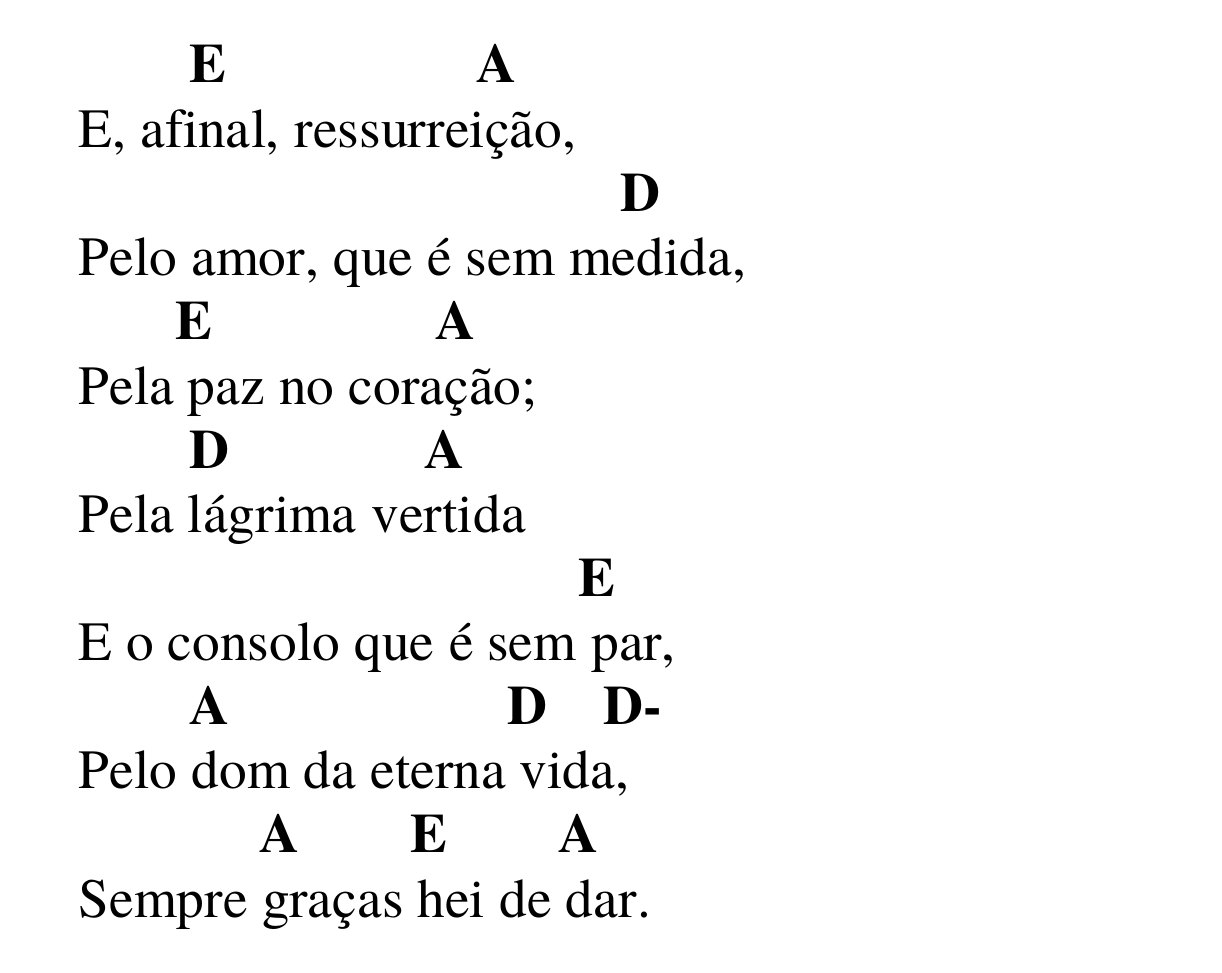 E A
E, afinal, ressurreição,
D
Pelo amor, que é sem medida,
E A
Pela paz no coração;
D A
Pela lágrima vertida
E
E o consolo que é sem par,
A D D-
Pelo dom da eterna vida,
A E A
Sempre graças hei de dar.